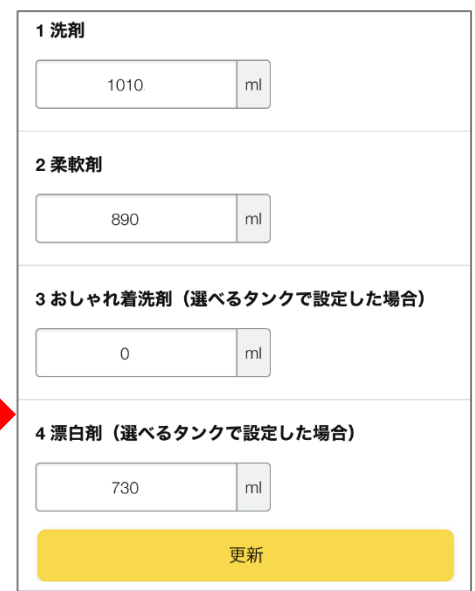 1 洗剤
1010 ml
2 柔軟剤
890 ml
3 おしゃれ着洗剤（選べるタンクで設定した場合）
0 ml
4 漂白剤（選べるタンクで設定した場合）
730 ml
更新